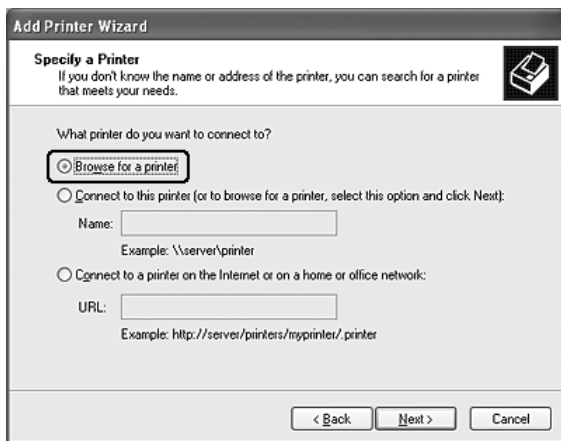 Add Printer Wizard
Specify a Printer
If you don't know the name or address of the printer, you can search for a printer
that meets your needs.
What printer do you want to connect to?
Browse for a printer
Connect to this printer (or to browse for a printer, select this option and click Next):
Name:
Example: \\server\printer
Connect to a printer on the Internet or on a home or office network:
URL:
Example: http://server/printers/myprinter/.printer
< Back
Next >
Cancel